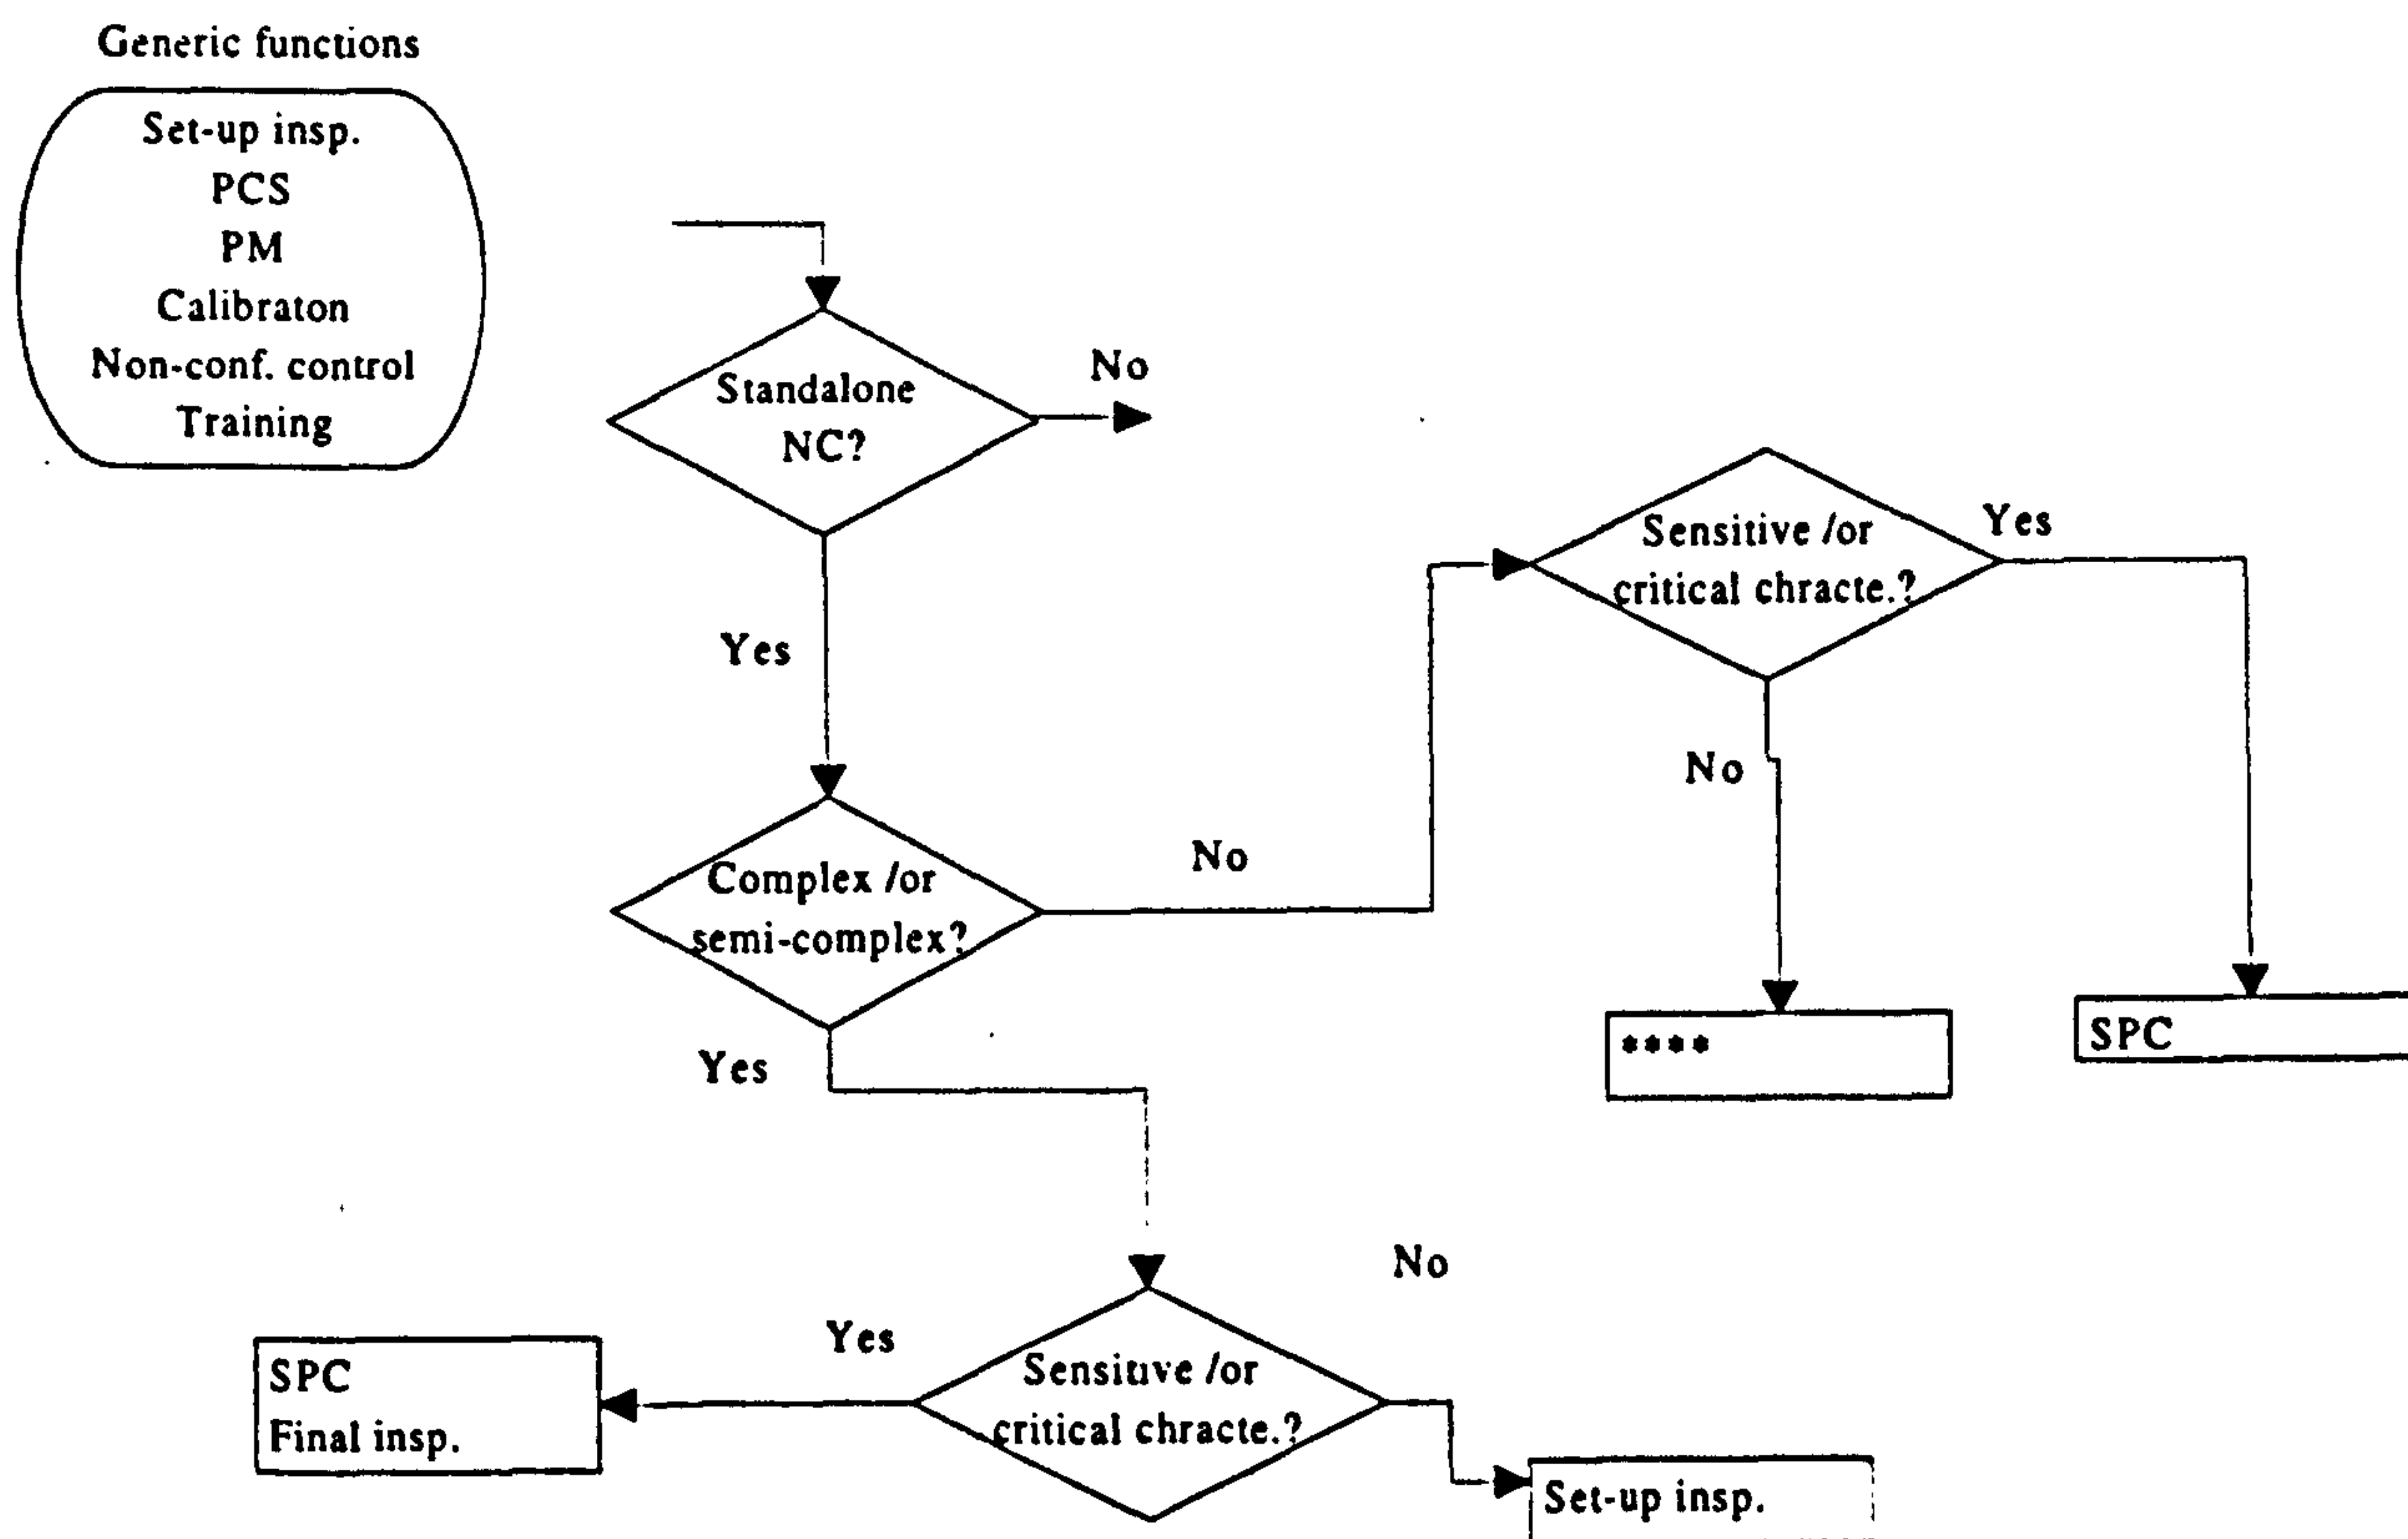 Generic functions
Set-up insp.
PCS
PM
Calibraton
Non-conf. control
Training
Standalone
NC?
No
Yes
Sensitive /or
critical chracte.?
Yes
No
Complex /or
semi-complex?
No
Yes
****
SPC
Sensitive /or
critical chracte.?
Yes
No
SPC
Final insp.
Set-up insp.